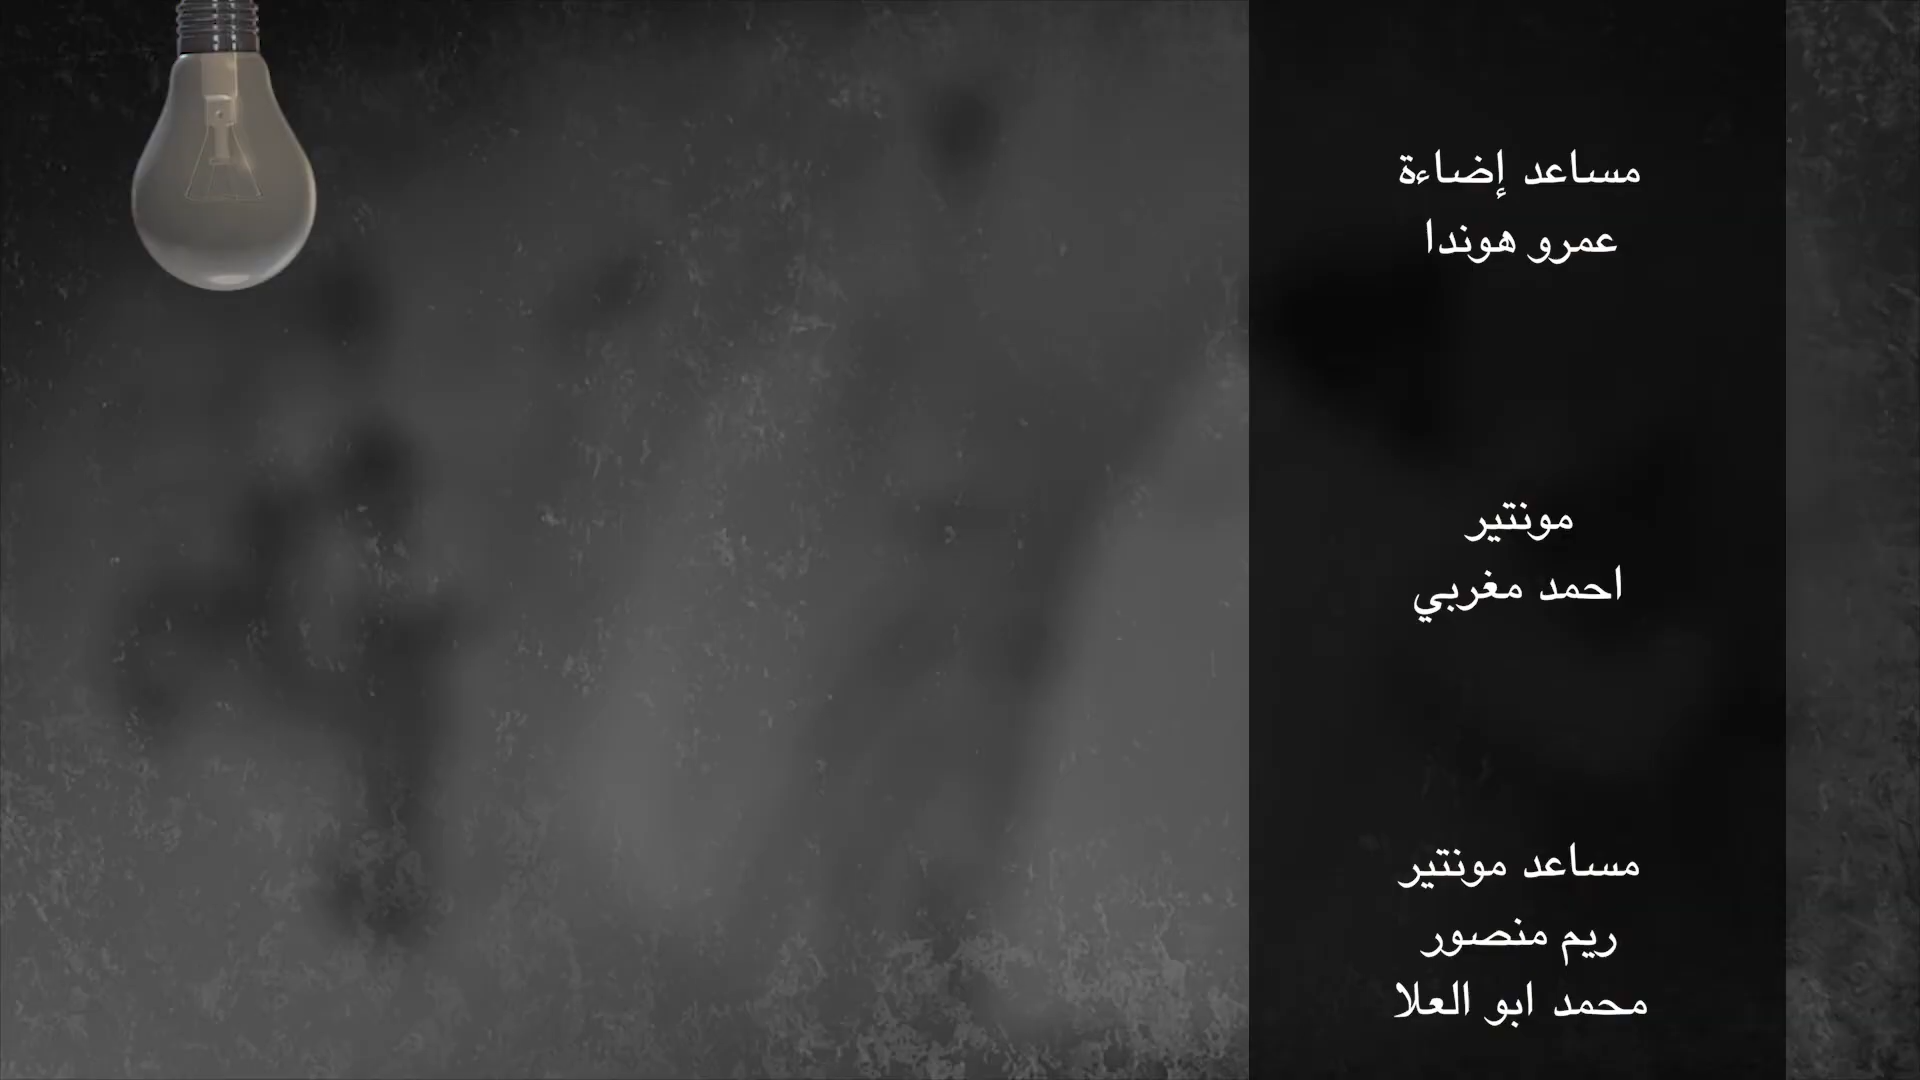 مساعد إضاءة
عمرو هوندا
مونتير
احمد مغربي
مساعد مونتير
ريم منصور
محمد ابو العلا